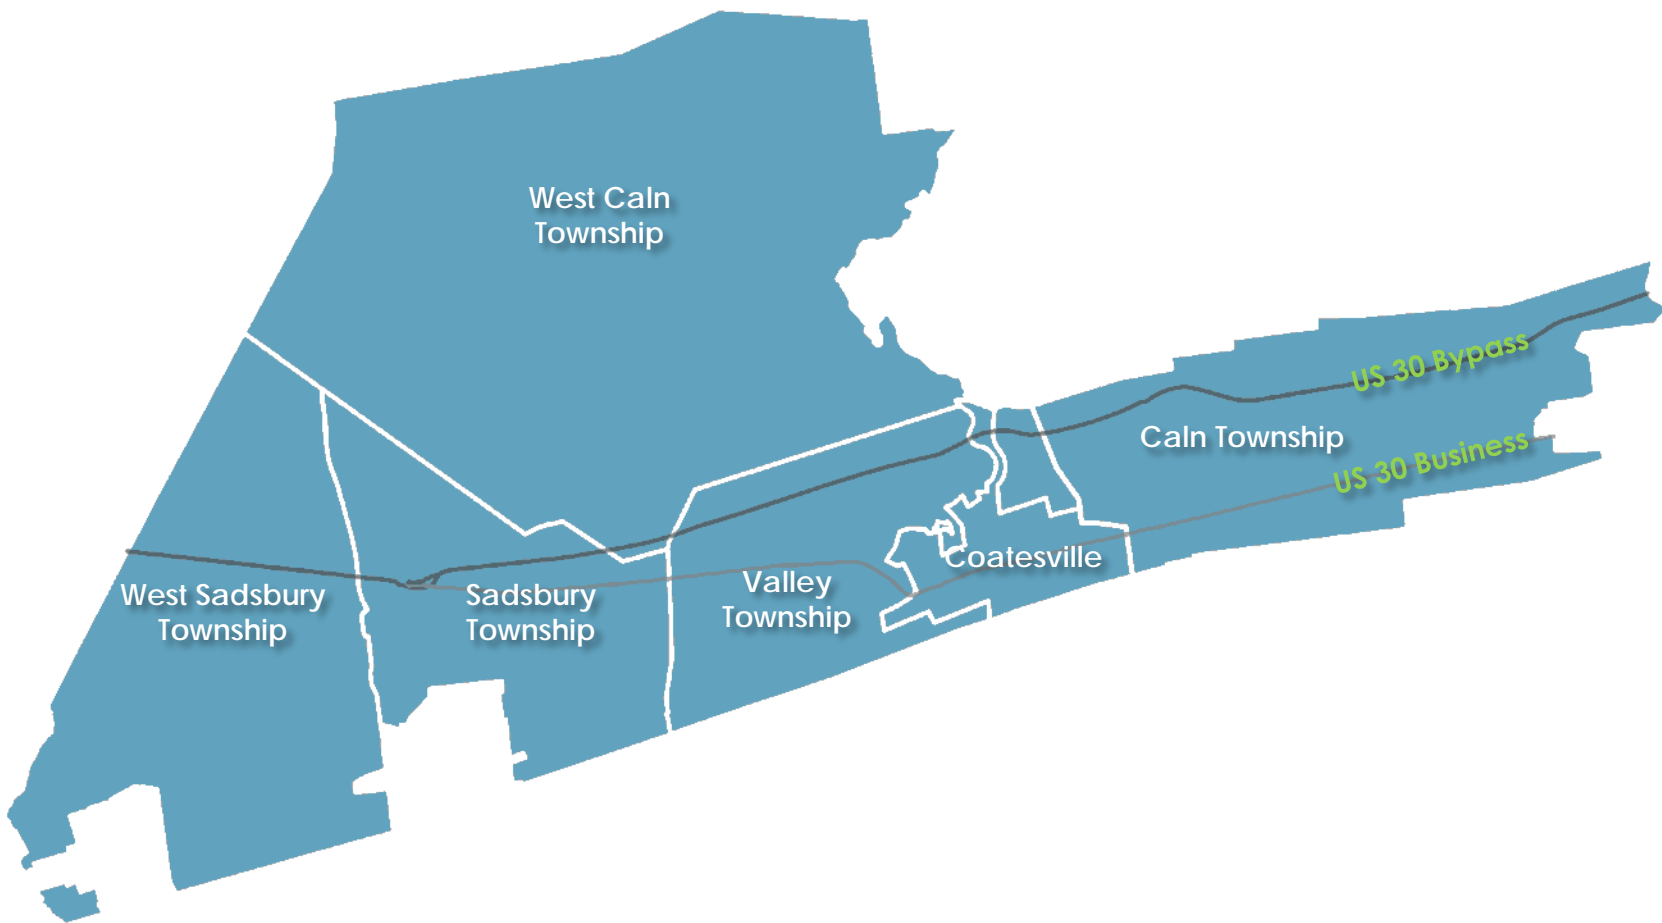 West Caln
Township
US 30 Bypass
Caln Township
US 30 Business
Coatesville
Valley
Township
Sadsbury
Township
West Sadsbury
Township